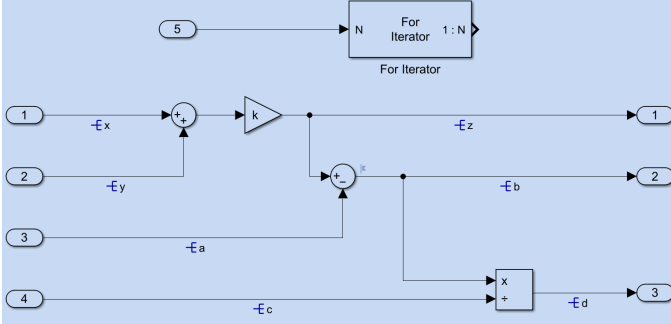 5
N
For
Iterator
1 : N
For Iterator
1
+
+
k
1
x
z
2
+
−
2
y
b
3
a
x
÷
4
3
c
d